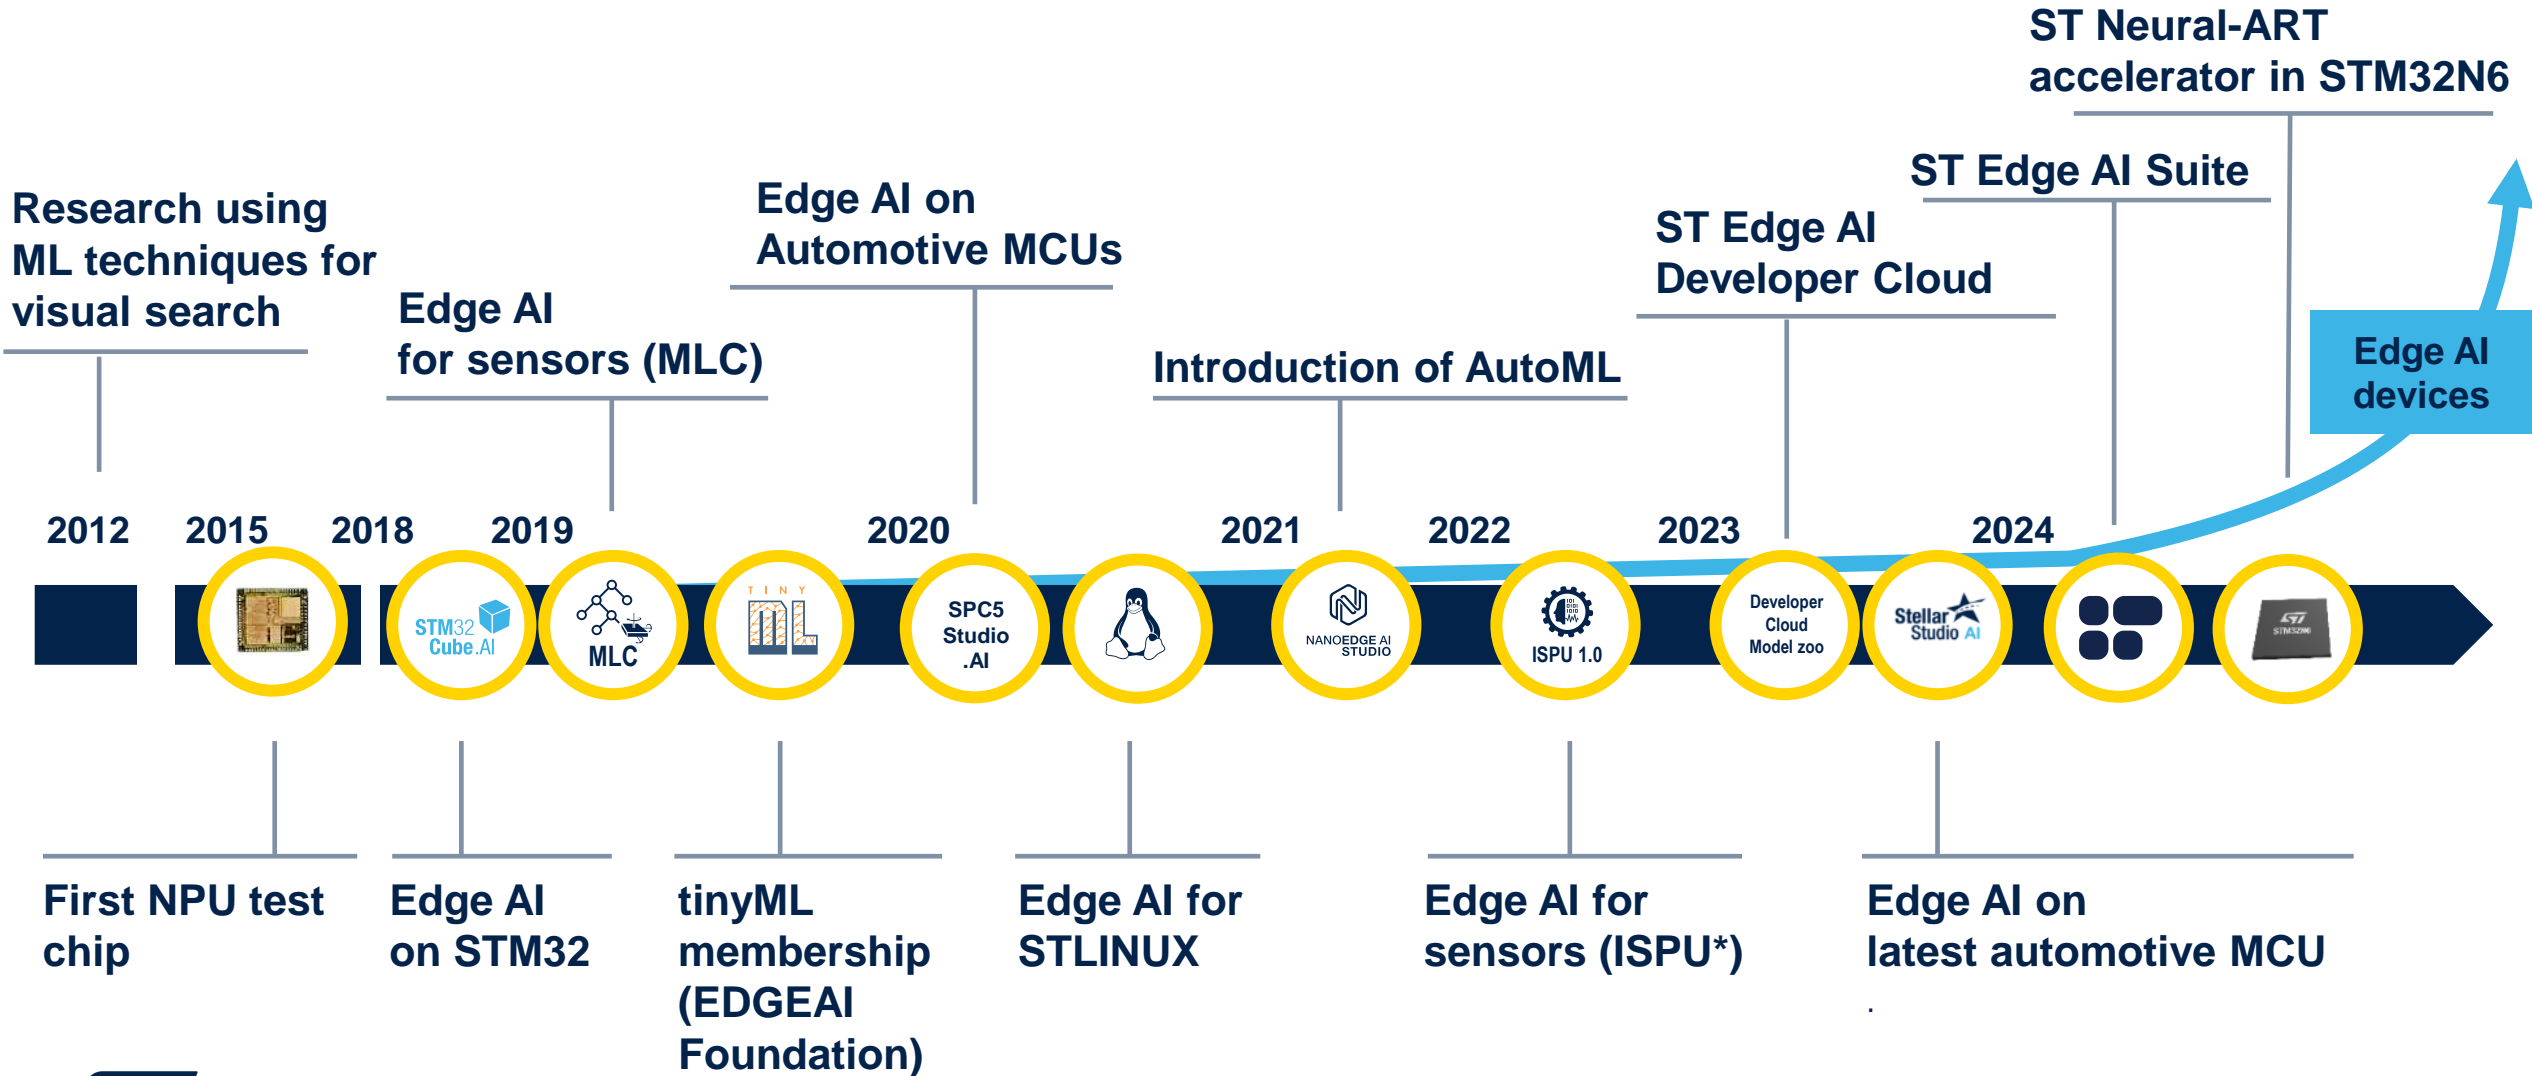 ST Neural-ART
accelerator in STM32N6
ST Edge AI Suite
Research using
ML techniques for
visual search
Edge AI on
Automotive MCUs
ST Edge AI
Developer Cloud
Edge AI
for sensors (MLC)
Introduction of AutoML
Edge AI
devices
2012
2015
2018
2019
2020
2021
2022
2023
2024
STM32
Cube.AI
MLC
TINY
ML
SPC5
Studio
.AI
NANOEDGE AI
STUDIO
ISPU 1.0
Developer
Cloud
Model zoo
Stellar
Studio AI
STM32N6
First NPU test
chip
Edge AI
on STM32
tinyML
membership
(EDGEAI
Foundation)
Edge AI for
STLINUX
Edge AI for
sensors (ISPU*)
Edge AI on
latest automotive MCU
.